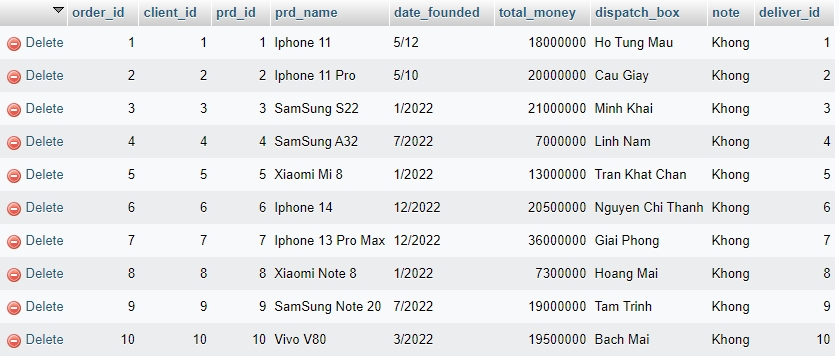 order_id client_id prd_id prd_name date_founded total_money dispatch_box note deliver_id
Delete 1 1 1 Iphone 11 5/12 18000000 Ho Tung Mau Khong 1
Delete 2 2 2 Iphone 11 Pro 5/10 20000000 Cau Giay Khong 2
Delete 3 3 3 SamSung S22 1/2022 21000000 Minh Khai Khong 3
Delete 4 4 4 SamSung A32 7/2022 7000000 Linh Nam Khong 4
Delete 5 5 5 Xiaomi Mi 8 1/2022 13000000 Tran Khat Chan Khong 5
Delete 6 6 6 Iphone 14 12/2022 20500000 Nguyen Chi Thanh Khong 6
Delete 7 7 7 Iphone 13 Pro Max 12/2022 36000000 Giai Phong Khong 7
Delete 8 8 8 Xiaomi Note 8 1/2022 7300000 Hoang Mai Khong 8
Delete 9 9 9 SamSung Note 20 7/2022 19000000 Tam Trinh Khong 9
Delete 10 10 10 Vivo V80 3/2022 19500000 Bach Mai Khong 10